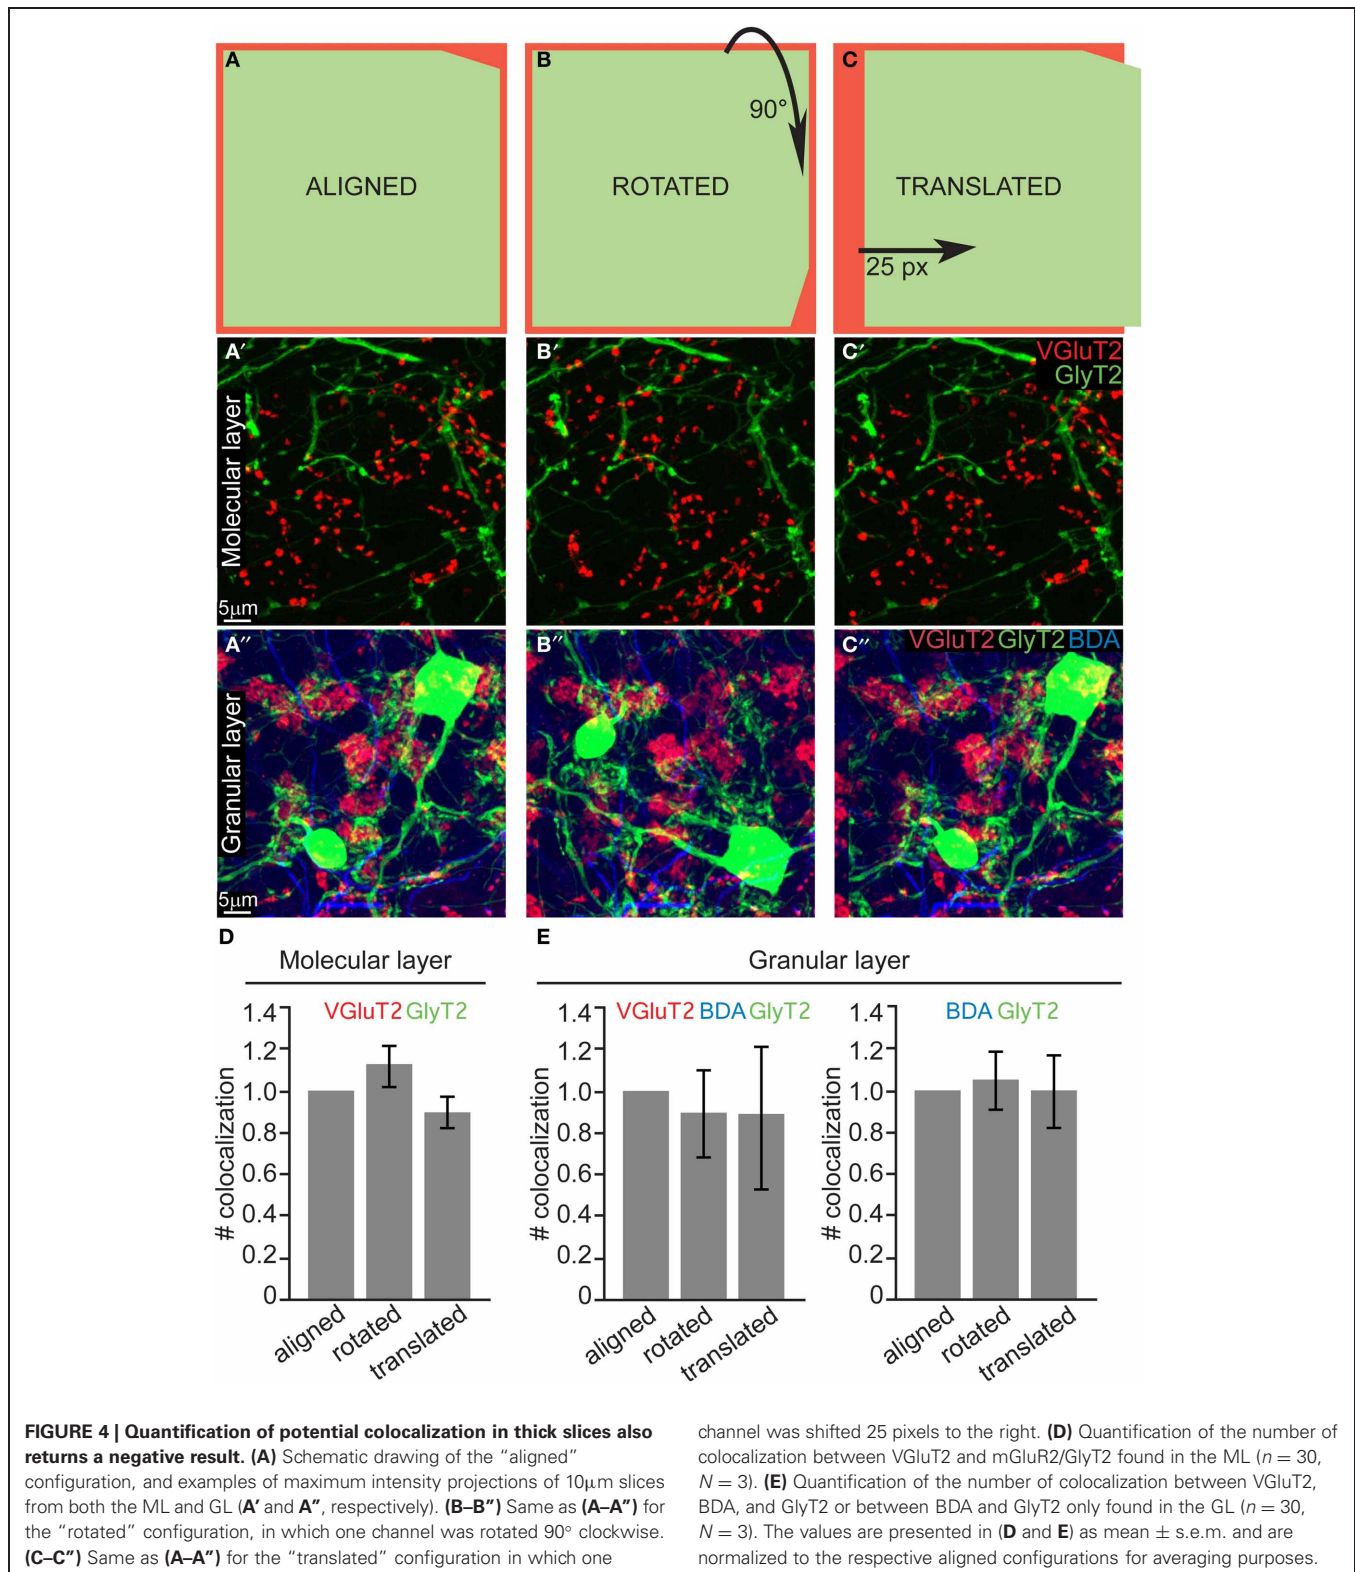 A
B
C
90°
ALIGNED
ROTATED
TRANSLATED
25 px
A′
B′
C′
VGluT2
GlyT2
Molecular layer
5μm
A″
B″
C″
VGluT2 GlyT2 BDA
Granular layer
5μm
D
E
Molecular layer
Granular layer
VGluT2 GlyT2
# colocalization
1.4
1.2
1.0
0.8
0.6
0.4
0.2
0
aligned
rotated
translated
VGluT2 BDA GlyT2
# colocalization
1.4
1.2
1.0
0.8
0.6
0.4
0.2
0
aligned
rotated
translated
BDA GlyT2
# colocalization
1.4
1.2
1.0
0.8
0.6
0.4
0.2
0
aligned
rotated
translated
FIGURE 4 | Quantification of potential colocalization in thick slices also
returns a negative result. (A) Schematic drawing of the “aligned”
configuration, and examples of maximum intensity projections of 10μm slices
from both the ML and GL (A′ and A″, respectively). (B–B″) Same as (A–A″) for
the “rotated” configuration, in which one channel was rotated 90° clockwise.
(C–C″) Same as (A–A″) for the “translated” configuration in which one
channel was shifted 25 pixels to the right. (D) Quantification of the number of
colocalization between VGluT2 and mGluR2/GlyT2 found in the ML (n = 30,
N = 3). (E) Quantification of the number of colocalization between VGluT2,
BDA, and GlyT2 or between BDA and GlyT2 only found in the GL (n = 30,
N = 3). The values are presented in (D and E) as mean ± s.e.m. and are
normalized to the respective aligned configurations for averaging purposes.